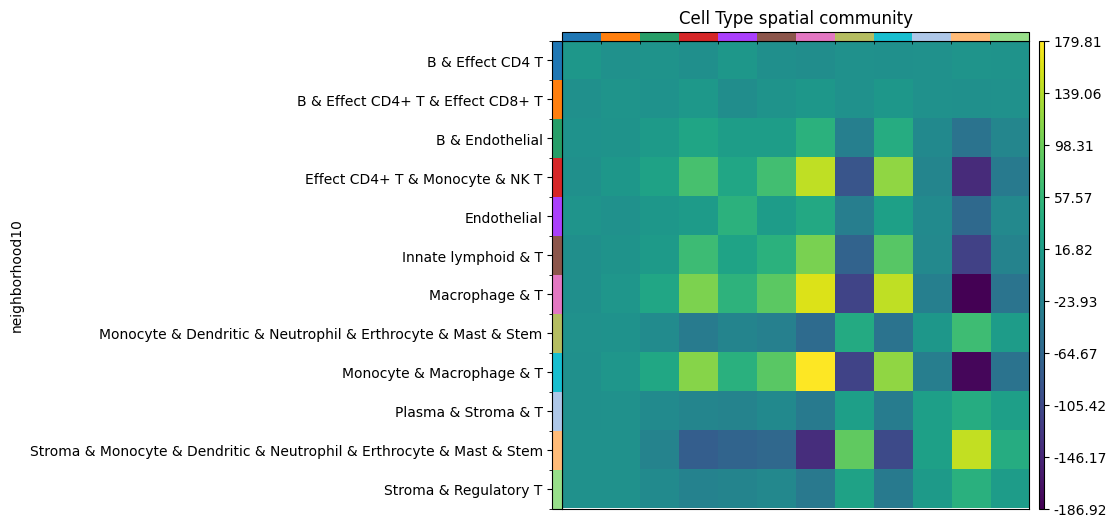 Cell Type spatial community
neighborhood10
B & Effect CD4 T
B & Effect CD4+ T & Effect CD8+ T
B & Endothelial
Effect CD4+ T & Monocyte & NK T
Endothelial
Innate lymphoid & T
Macrophage & T
Monocyte & Dendritic & Neutrophil & Erthrocyte & Mast & Stem
Monocyte & Macrophage & T
Plasma & Stroma & T
Stroma & Monocyte & Dendritic & Neutrophil & Erthrocyte & Mast & Stem
Stroma & Regulatory T
179.81
139.06
98.31
57.57
16.82
-23.93
-64.67
-105.42
-146.17
-186.92